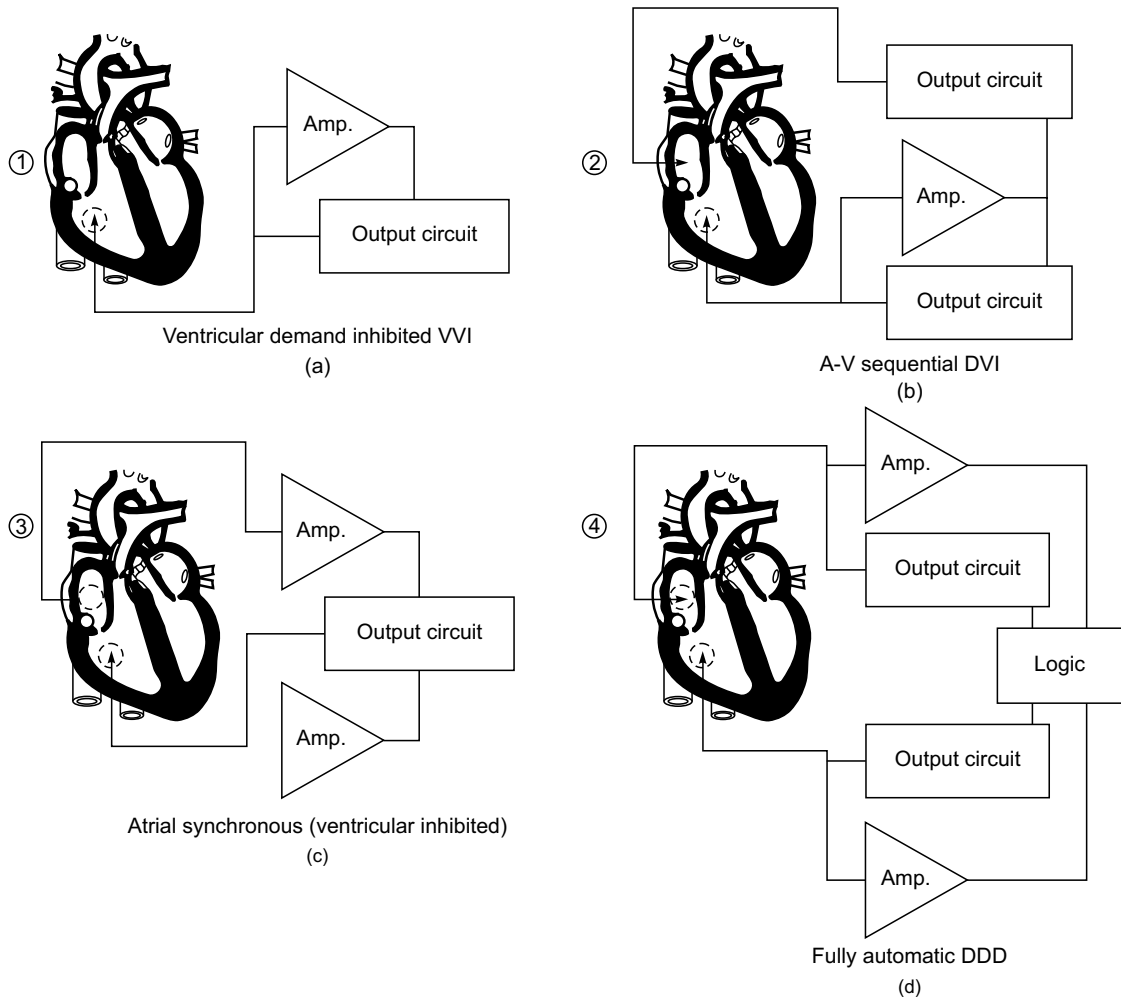 ①
Amp.
Output circuit
Ventricular demand inhibited VVI
(a)
②
Output circuit
Amp.
Output circuit
A-V sequential DVI
(b)
③
Amp.
Output circuit
Amp.
Atrial synchronous (ventricular inhibited)
(c)
④
Amp.
Output circuit
Logic
Output circuit
Amp.
Fully automatic DDD
(d)